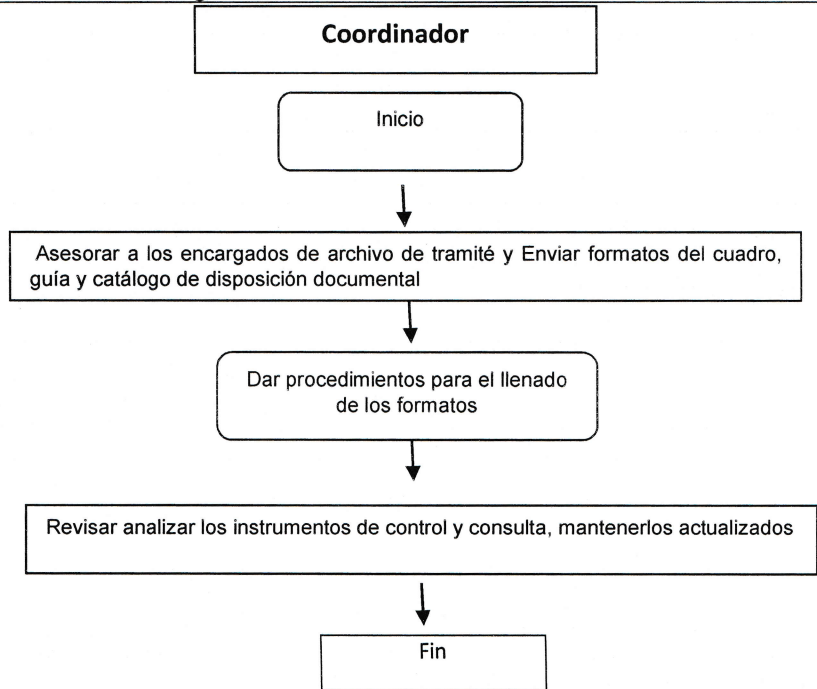 Coordinador
Inicio
Asesorar a los encargados de archivo de tramité y Enviar formatos del cuadro,
guía y catálogo de disposición documental
Dar procedimientos para el llenado
de los formatos
Revisar analizar los instrumentos de control y consulta, mantenerlos actualizados
Fin